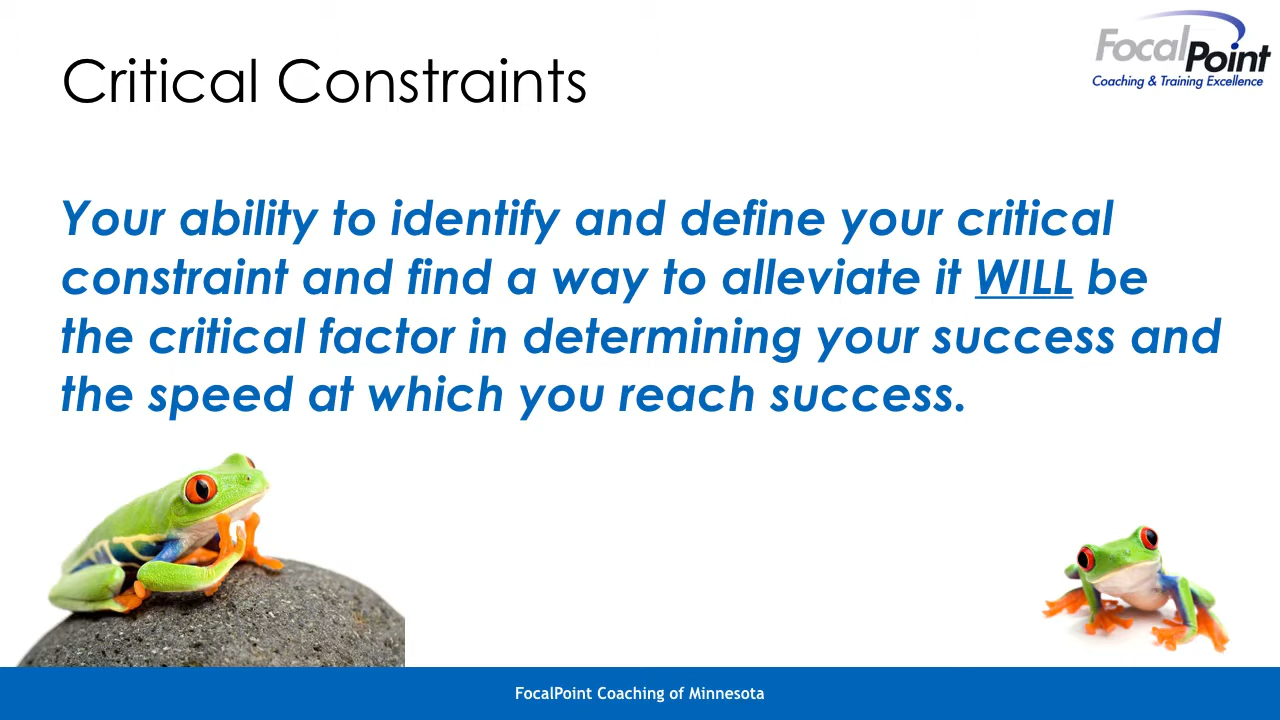 FocalPoint
Coaching & Training Excellence
Critical Constraints
Your ability to identify and define your critical
constraint and find a way to alleviate it WILL be
the critical factor in determining your success and
the speed at which you reach success.
FocalPoint Coaching of Minnesota